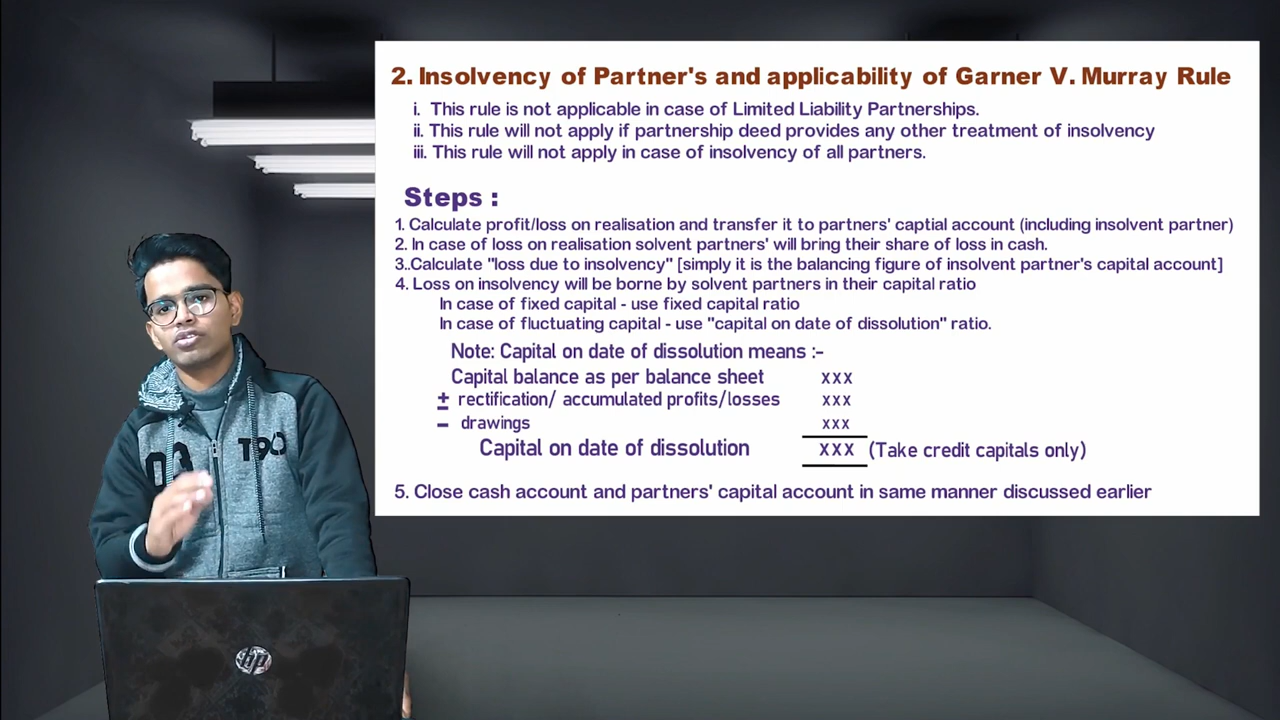 2. Insolvency of Partner's and applicability of Garner V. Murray Rule
i. This rule is not applicable in case of Limited Liability Partnerships.
ii. This rule will not apply if partnership deed provides any other treatment of insolvency
iii. This rule will not apply in case of insolvency of all partners.
Steps :
1. Calculate profit/loss on realisation and transfer it to partners' captial account (including insolvent partner)
2. In case of loss on realisation solvent partners' will bring their share of loss in cash.
3..Calculate "loss due to insolvency" [simply it is the balancing figure of insolvent partner's capital account]
4. Loss on insolvency will be borne by solvent partners in their capital ratio
In case of fixed capital - use fixed capital ratio
In case of fluctuating capital - use "capital on date of dissolution" ratio.
Note: Capital on date of dissolution means :-
Capital balance as per balance sheet xxx
± rectification/ accumulated profits/losses xxx
− drawings xxx
Capital on date of dissolution xxx (Take credit capitals only)
5. Close cash account and partners' capital account in same manner discussed earlier
T90
hp